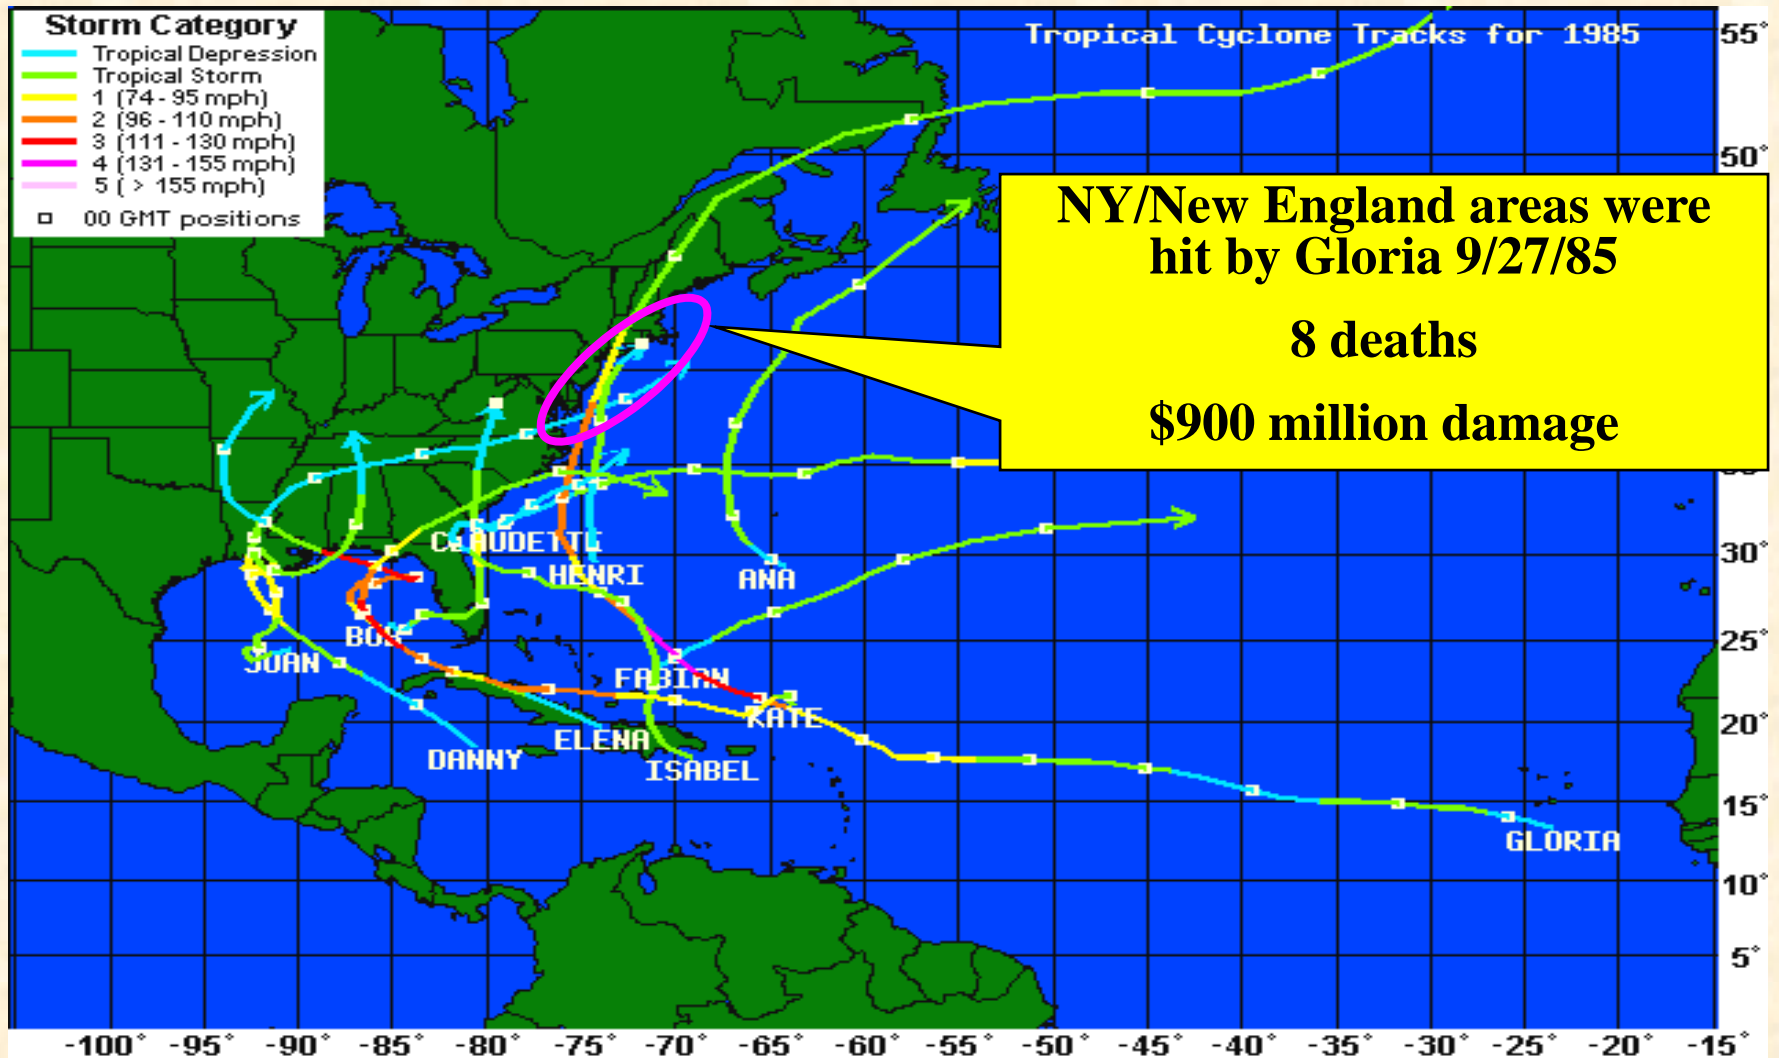 Storm Category
Tropical Depression
Tropical Storm
1 (74 - 95 mph)
2 (96 - 110 mph)
3 (111 - 130 mph)
4 (131 - 155 mph)
5 ( > 155 mph)
00 GMT positions
Tropical Cyclone Tracks for 1985
55°
50°
NY/New England areas were
hit by Gloria 9/27/85
8 deaths
$900 million damage
CLAUDETTE
HENRI
ANA
30°
BOB
JUAN
25°
FABIAN
KATE
20°
DANNY
ELENA
ISABEL
15°
GLORIA
10°
5°
-100° -95° -90° -85° -80° -75° -70° -65° -60° -55° -50° -45° -40° -35° -30° -25° -20° -15°